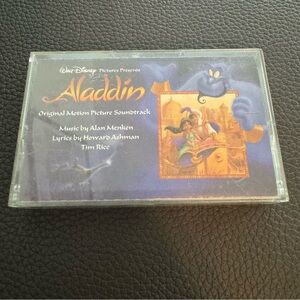 Walt Disney Pictures Presents
Aladdin
Original Motion Picture Soundtrack
Music by Alan Menken
Lyrics by Howard Ashman
Tim Rice